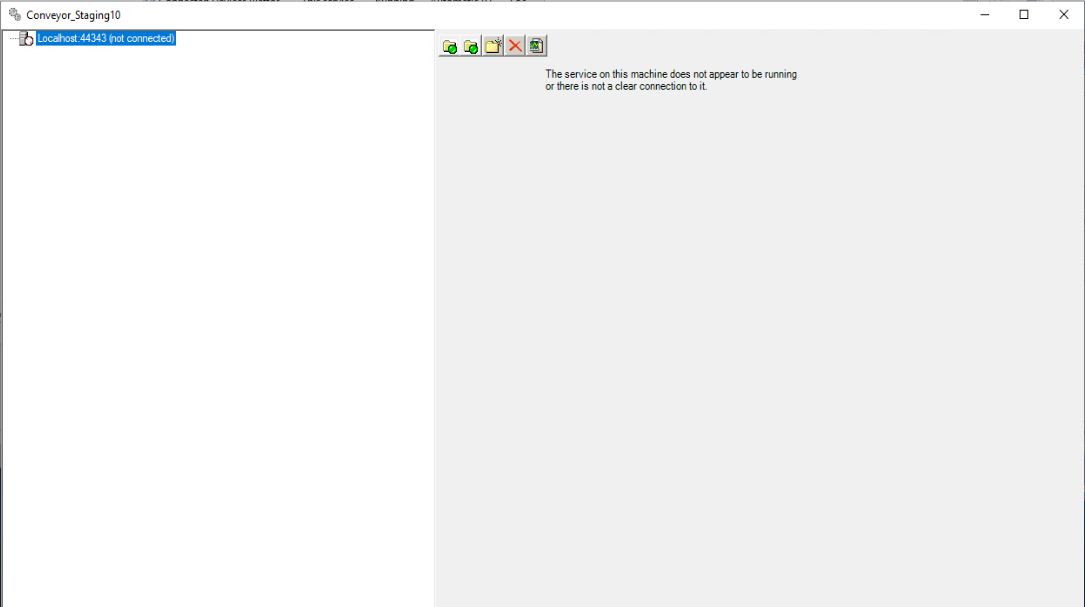 Conveyor_Staging10
Localhost:44343 (not connected)
The service on this machine does not appear to be running
or there is not a clear connection to it.